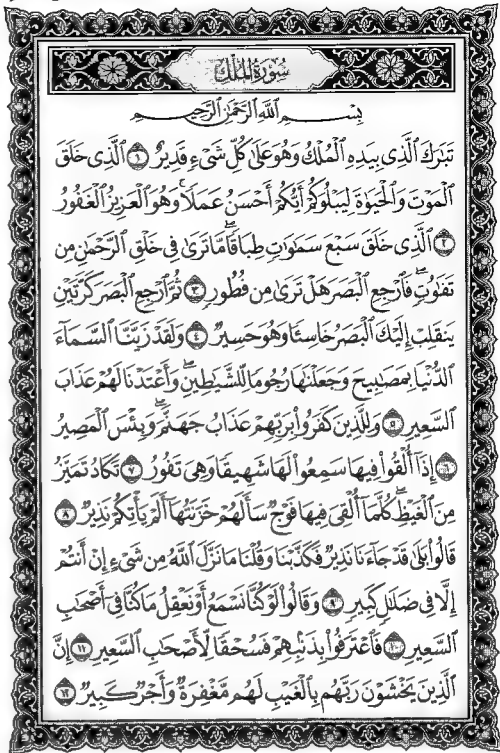 سُورَةُ الْمُلْكِ
بِسْمِ اللَّهِ الرَّحْمَٰنِ الرَّحِيمِ
تَبَٰرَكَ ٱلَّذِي بِيَدِهِ ٱلْمُلْكُ وَهُوَ عَلَىٰ كُلِّ شَيْءٍ قَدِيرٌ ١ ٱلَّذِي خَلَقَ
ٱلْمَوْتَ وَٱلْحَيَوٰةَ لِيَبْلُوَكُمْ أَيُّكُمْ أَحْسَنُ عَمَلًا ۚ وَهُوَ ٱلْعَزِيزُ ٱلْغَفُورُ
٢ ٱلَّذِي خَلَقَ سَبْعَ سَمَٰوَٰتٍ طِبَاقًا ۖ مَّا تَرَىٰ فِي خَلْقِ ٱلرَّحْمَٰنِ مِن
تَفَٰوُتٍ ۖ فَٱرْجِعِ ٱلْبَصَرَ هَلْ تَرَىٰ مِن فُطُورٍ ٣ ثُمَّ ٱرْجِعِ ٱلْبَصَرَ كَرَّتَيْنِ
يَنقَلِبْ إِلَيْكَ ٱلْبَصَرُ خَاسِئًا وَهُوَ حَسِيرٌ ٤ وَلَقَدْ زَيَّنَّا ٱلسَّمَآءَ
ٱلدُّنْيَا بِمَصَٰبِيحَ وَجَعَلْنَٰهَا رُجُومًا لِّلشَّيَٰطِينِ ۖ وَأَعْتَدْنَا لَهُمْ عَذَابَ
ٱلسَّعِيرِ ٥ وَلِلَّذِينَ كَفَرُوا۟ بِرَبِّهِمْ عَذَابُ جَهَنَّمَ ۖ وَبِئْسَ ٱلْمَصِيرُ
٦ إِذَآ أُلْقُوا۟ فِيهَا سَمِعُوا۟ لَهَا شَهِيقًا وَهِيَ تَفُورُ ٧ تَكَادُ تَمَيَّزُ
مِنَ ٱلْغَيْظِ ۖ كُلَّمَآ أُلْقِيَ فِيهَا فَوْجٌ سَأَلَهُمْ خَزَنَتُهَآ أَلَمْ يَأْتِكُمْ نَذِيرٌ ٨
قَالُوا۟ بَلَىٰ قَدْ جَآءَنَا نَذِيرٌ فَكَذَّبْنَا وَقُلْنَا مَا نَزَّلَ ٱللَّهُ مِن شَيْءٍ إِنْ أَنتُمْ
إِلَّا فِي ضَلَٰلٍ كَبِيرٍ ٩ وَقَالُوا۟ لَوْ كُنَّا نَسْمَعُ أَوْ نَعْقِلُ مَا كُنَّا فِيٓ أَصْحَٰبِ
ٱلسَّعِيرِ ١٠ فَٱعْتَرَفُوا۟ بِذَنۢبِهِمْ فَسُحْقًا لِّأَصْحَٰبِ ٱلسَّعِيرِ ١١ إِنَّ
ٱلَّذِينَ يَخْشَوْنَ رَبَّهُم بِٱلْغَيْبِ لَهُم مَّغْفِرَةٌ وَأَجْرٌ كَبِيرٌ ١٢